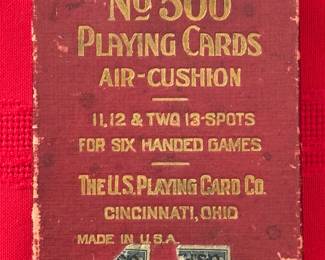 Nº 500
PLAYING CARDS
AIR-CUSHION
11, 12 & TWO 13-SPOTS
FOR SIX HANDED GAMES
THE U.S. PLAYING CARD CO.
CINCINNATI, OHIO
MADE IN U.S.A.